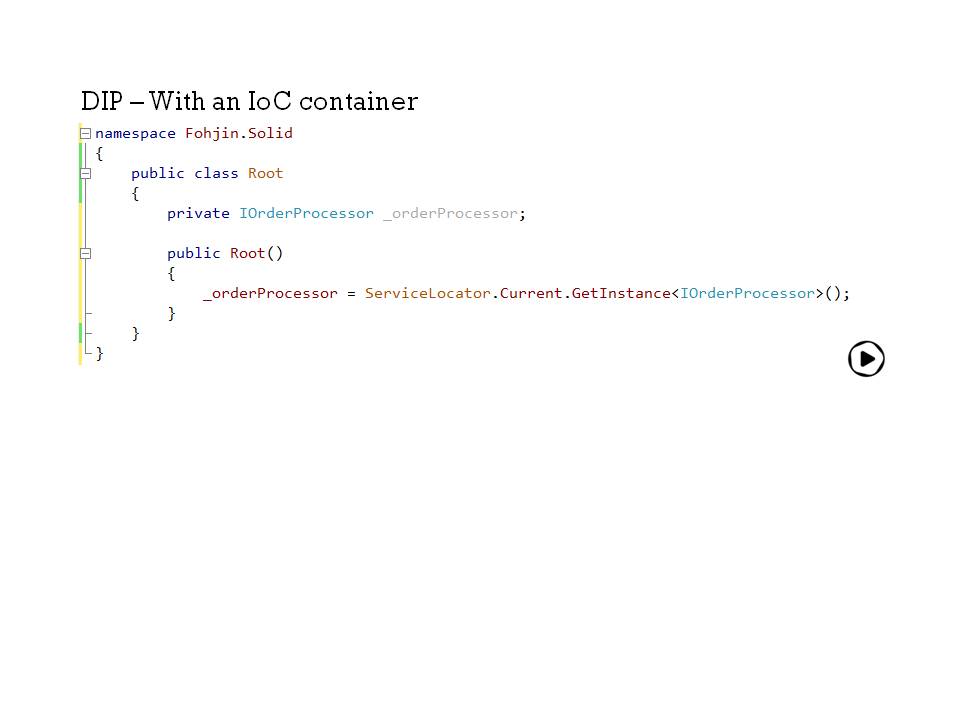 DIP – With an IoC container
namespace Fohjin.Solid
{
    public class Root
    {
        private IOrderProcessor _orderProcessor;
        public Root()
        {
            _orderProcessor = ServiceLocator.Current.GetInstance<IOrderProcessor>();
        }
    }
}